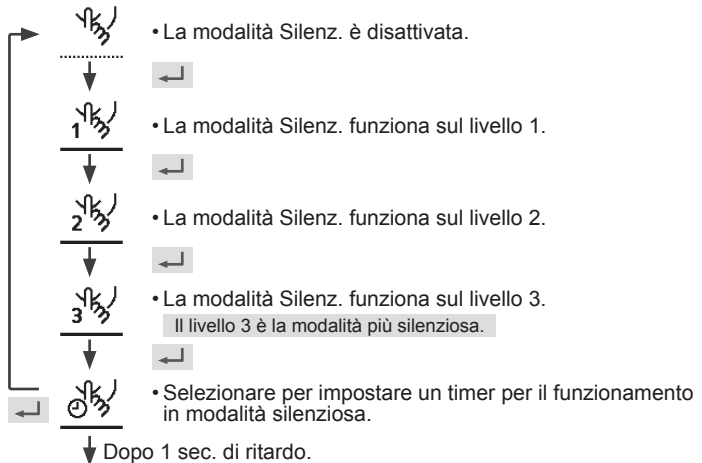 • La modalità Silenz. è disattivata.
1
• La modalità Silenz. funziona sul livello 1.
2
• La modalità Silenz. funziona sul livello 2.
3
• La modalità Silenz. funziona sul livello 3.
Il livello 3 è la modalità più silenziosa.
• Selezionare per impostare un timer per il funzionamento
in modalità silenziosa.
Dopo 1 sec. di ritardo.